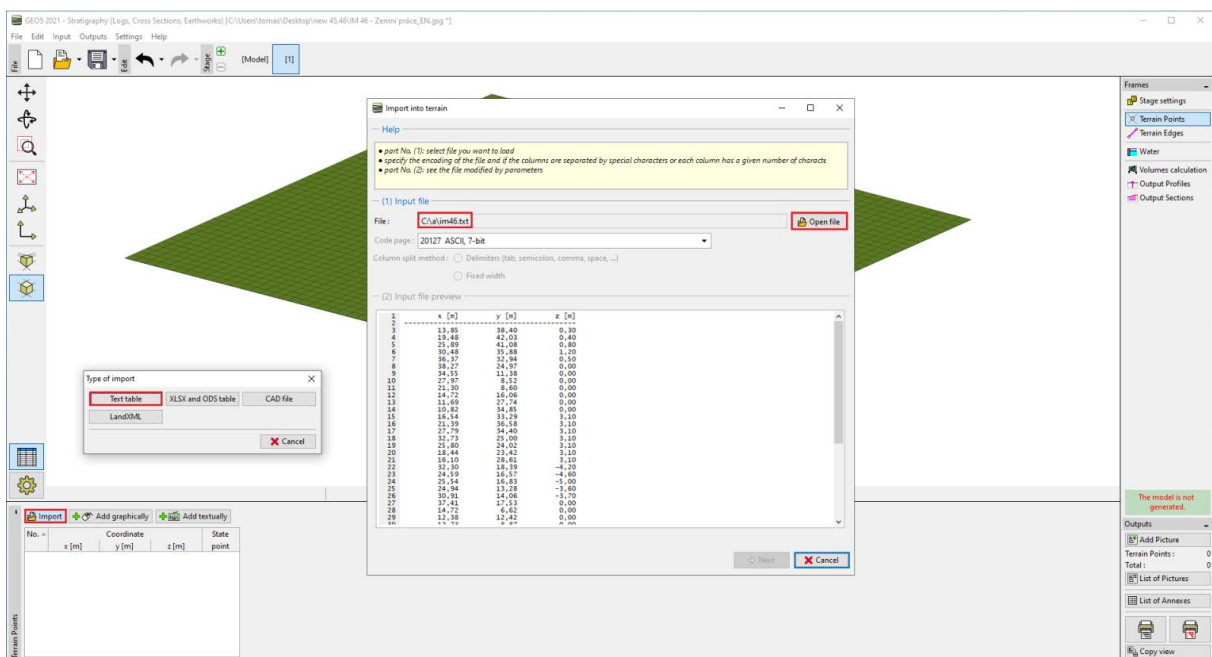 GEO5 2021 - Stratigraphy (Logs, Cross Sections, Earthworks) [C:\Users\tomas\Desktop\new 45,46\IM 46 - Zemní práce_EN.gsg *]
File Edit Input Outputs Settings Help
File
Edit
Stage
[Model] [1]
Import into terrain
Help
• part No. (1): select file you want to load
• specify the encoding of the file and if the columns are separated by special characters or each column has a given number of characte
• part No. (2): see the file modified by parameters
(1) Input file
File : C:\a\im46.txt Open file
Code page : 20127 ASCII, 7-bit
Column split method : Delimiters (tab, semicolon, comma, space, ...)
Fixed width
(2) Input file preview
1 x [m] y [m] z [m]
2 --------------------------------
3 13,85 38,40 0,30
4 19,48 42,03 0,40
5 25,89 41,08 0,80
6 30,48 35,88 1,20
7 36,37 32,94 0,50
8 38,27 24,97 0,00
9 34,55 11,38 0,00
10 27,97 8,52 0,00
11 21,30 8,60 0,00
12 14,72 16,06 0,00
13 11,69 27,74 0,00
14 10,82 34,85 0,00
15 16,54 33,29 3,10
16 21,39 36,58 3,10
17 27,79 34,40 3,10
18 32,73 25,00 3,10
19 25,80 24,02 3,10
20 18,44 23,42 3,10
21 16,10 28,61 3,10
22 32,30 18,39 -4,20
23 24,59 16,57 -4,60
24 25,54 16,83 -5,00
25 24,94 13,28 -3,60
26 30,91 14,06 -3,70
27 37,41 17,53 0,00
28 14,72 6,62 0,00
29 12,38 12,42 0,00
Next Cancel
Type of import
Text table XLSX and ODS table CAD file
LandXML
Cancel
Import Add graphically Add textually
No. Coordinate State
x [m] y [m] z [m] point
Terrain Points
Frames
Stage settings
Terrain Points
Terrain Edges
Water
Volumes calculation
Output Profiles
Output Sections
The model is not
generated.
Outputs
Add Picture
Terrain Points : 0
Total : 0
List of Pictures
List of Annexes
Copy view